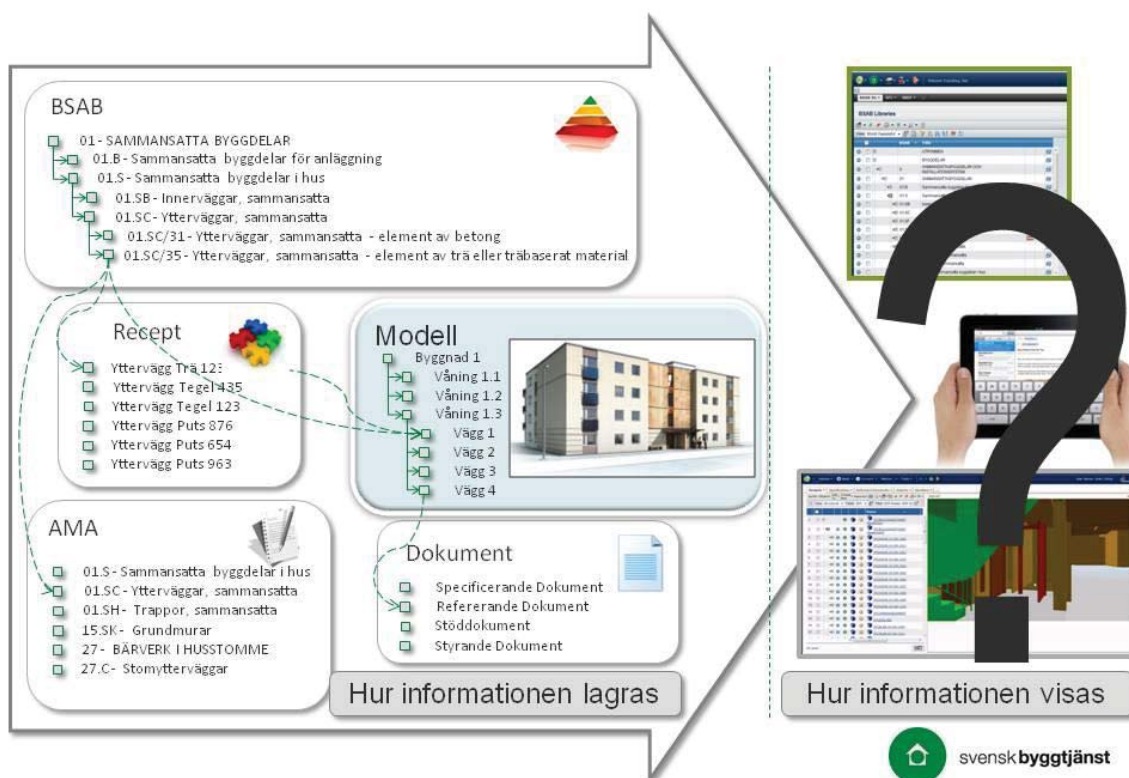 BSAB
01- SAMMANSATTA BYGGDELAR
01.B- Sammansatta byggdelar för anläggning
01.S- Sammansatta byggdelar i hus
01.SB- Innerväggar, sammansatta
01.SC- Ytterväggar, sammansatta
01.SC/31- Ytterväggar, sammansatta - element av betong
01.SC/35- Ytterväggar, sammansatta - element av trä eller träbaserat material
Recept
Yttervägg Trä 123
Yttervägg Tegel 435
Yttervägg Tegel 123
Yttervägg Puts 876
Yttervägg Puts 654
Yttervägg Puts 963
Modell
Byggnad 1
Våning 1.1
Våning 1.2
Våning 1.3
Vägg 1
Vägg 2
Vägg 3
Vägg 4
AMA
01.S- Sammansatta byggdelar i hus
01.SC- Ytterväggar, sammansatta
01.SH- Trappor, sammansatta
15.SK- Grundmurar
27- BÄRVERK I HUSSTOMME
27.C- Stomytterväggar
Dokument
Specificerande Dokument
Refererande Dokument
Stöddokument
Styrande Dokument
Hur informationen lagras
BSAB Libraries
?
Hur informationen visas
svensk byggtjänst